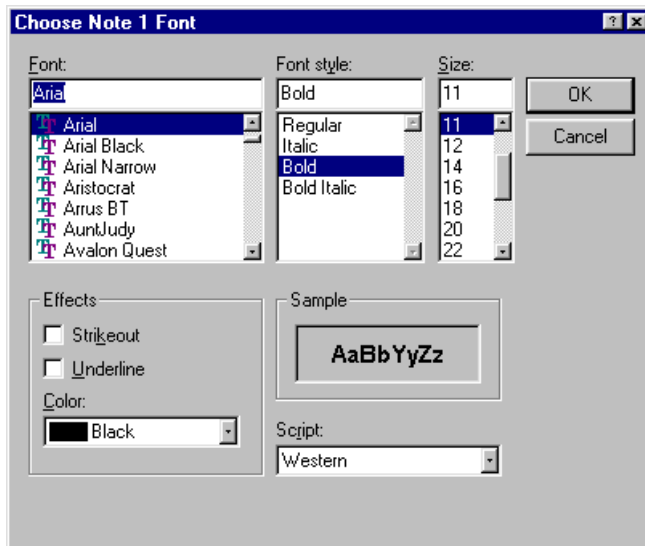 Choose Note 1 Font
Font:
Arial
Arial
Arial Black
Arial Narrow
Aristocrat
Arrus BT
AuntJudy
Avalon Quest
Font style:
Bold
Regular
Italic
Bold
Bold Italic
Size:
11
11
12
14
16
18
20
22
OK
Cancel
Effects
Strikeout
Underline
Color:
Black
Sample
AaBbYyZz
Script:
Western